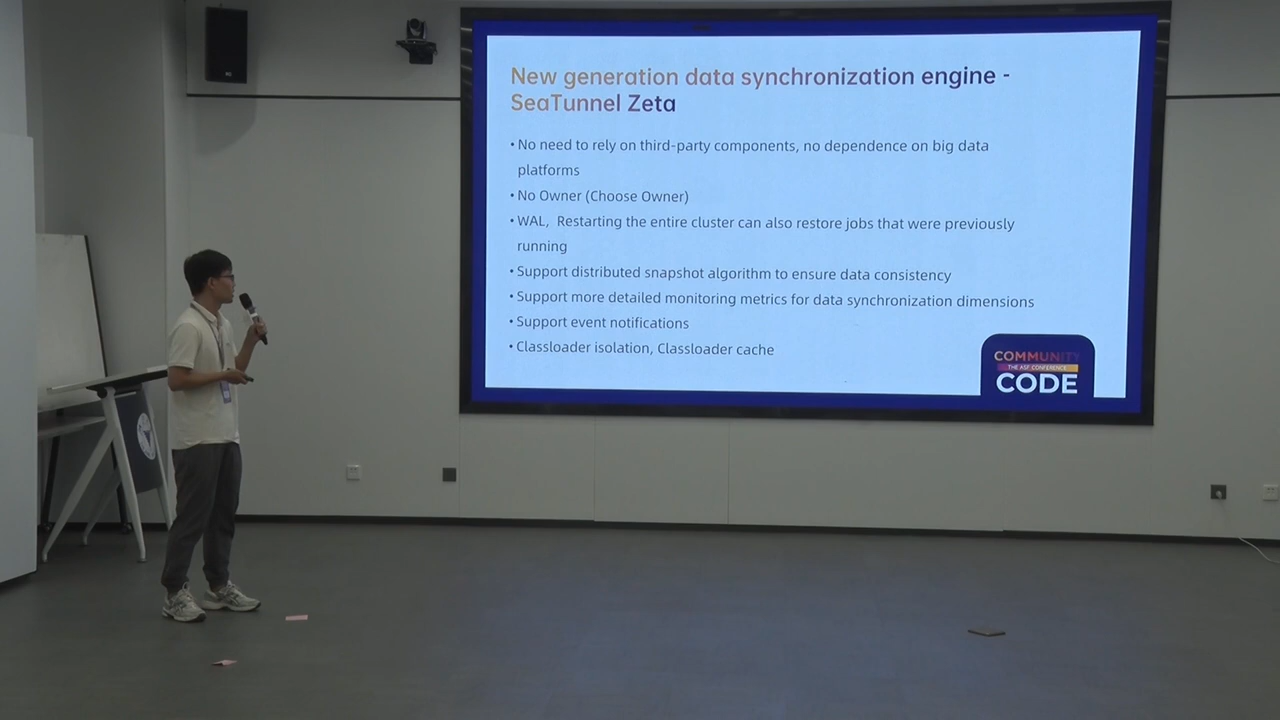 New generation data synchronization engine -
SeaTunnel Zeta
• No need to rely on third-party components, no dependence on big data
platforms
• No Owner (Choose Owner)
• WAL,  Restarting the entire cluster can also restore jobs that were previously
running
• Support distributed snapshot algorithm to ensure data consistency
• Support more detailed monitoring metrics for data synchronization dimensions
• Support event notifications
• Classloader isolation, Classloader cache
COMMUNITY
THE ASF CONFERENCE
CODE